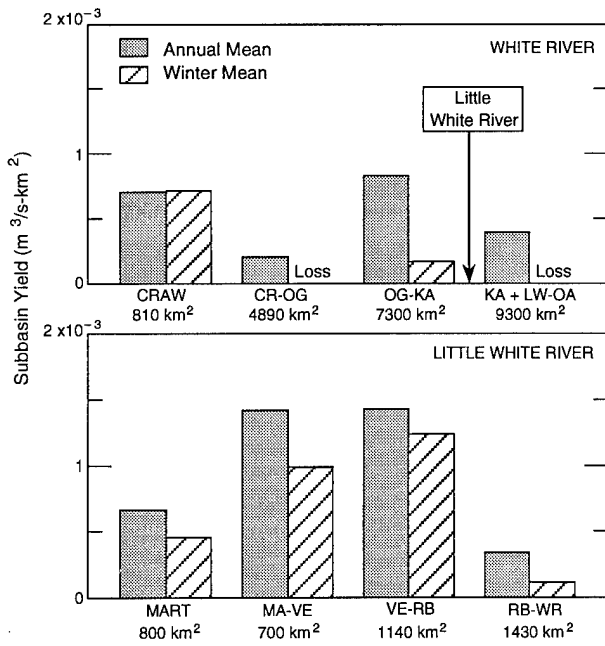 2 x 10⁻³
Annual Mean
Winter Mean
WHITE RIVER
Little
White River
1
0
Loss
Loss
CRAW
810 km²
CR-OG
4890 km²
OG-KA
7300 km²
KA + LW-OA
9300 km²
Subbasin Yield (m³/s-km²)
2 x 10⁻³
LITTLE WHITE RIVER
1
0
MART
800 km²
MA-VE
700 km²
VE-RB
1140 km²
RB-WR
1430 km²